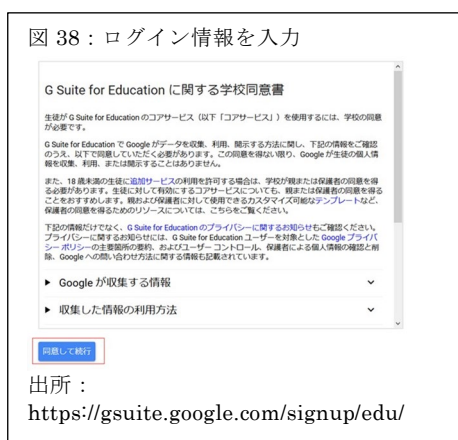 図 38：ログイン情報を入力
G Suite for Education に関する学校同意書
生徒が G Suite for Education のコアサービス（以下「コアサービス」）を使用するには、学校の同意
が必要です。
G Suite for Education で Google がデータを収集、利用、開示する方法に関し、下記の情報をご確認
のうえ、以下で同意していただく必要があります。この同意を得ない限り、Google が生徒の個人情
報を収集、利用、または開示することはありません。
また、18 歳未満の生徒に追加サービスの利用を許可する場合は、学校が親または保護者の同意を得
る必要があります。生徒に対して有効にするコアサービスについても、親または保護者の同意を得る
ことをおすすめします。親および保護者に対して使用できるカスタマイズ可能なテンプレートなど、
保護者の同意を得るためのリソースについては、こちらをご覧ください。
下記の情報だけでなく、G Suite for Education のプライバシーに関するお知らせもご確認ください。
プライバシーに関するお知らせには、G Suite for Education ユーザーを対象とした Google プライバ
シー ポリシーの主要箇所の要約、およびユーザー コントロール、保護者による個人情報の確認と削
除、Google への問い合わせ方法に関する情報も記載されています。
▶ Google が収集する情報
▶ 収集した情報の利用方法
同意して続行
出所：
https://gsuite.google.com/signup/edu/